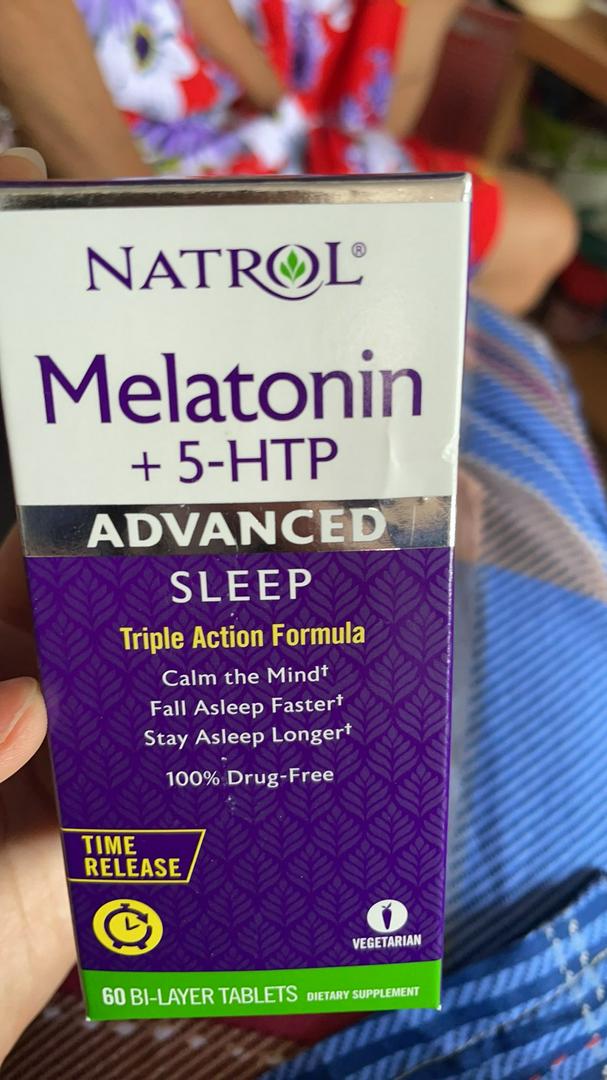 NATROL®
Melatonin
+ 5-HTP
ADVANCED
SLEEP
Triple Action Formula
Calm the Mind†
Fall Asleep Faster†
Stay Asleep Longer†
100% Drug-Free
TIME
RELEASE
VEGETARIAN
60 BI-LAYER TABLETS DIETARY SUPPLEMENT